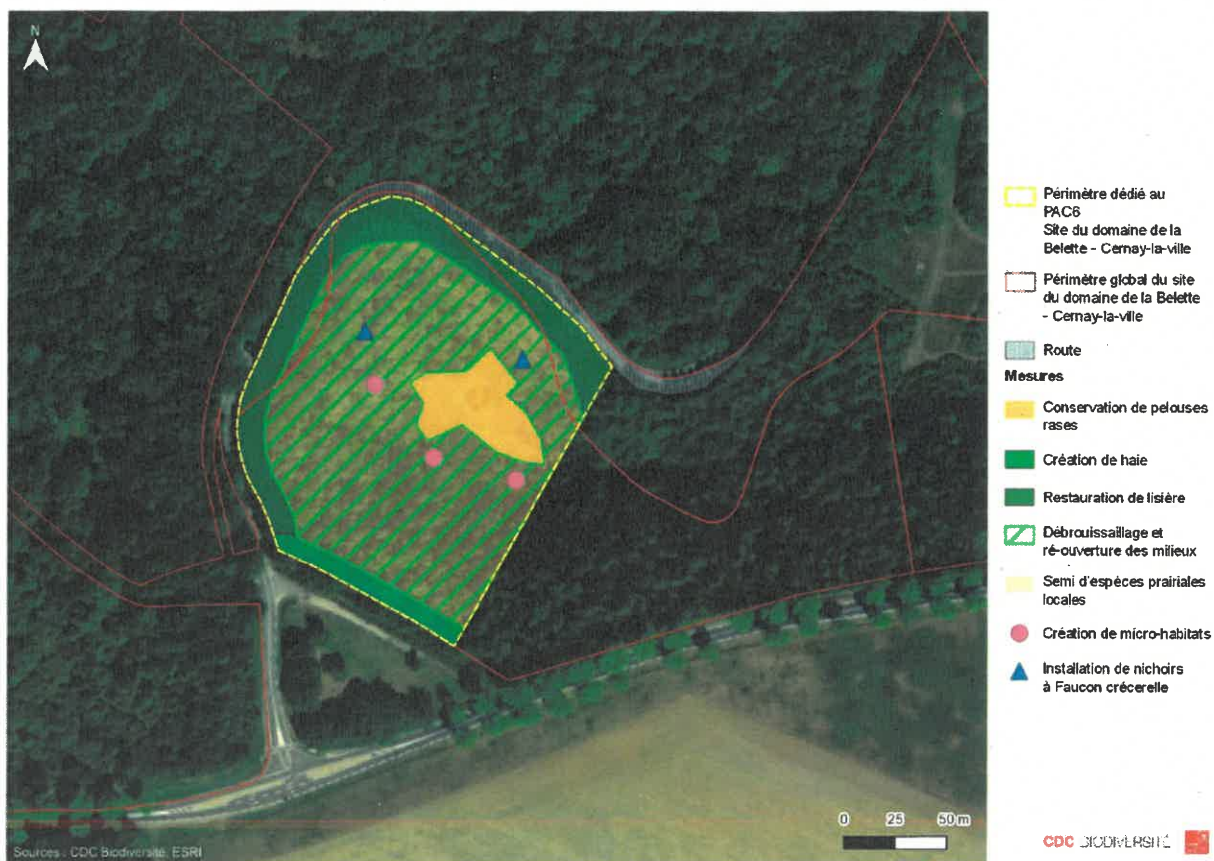 N
Périmètre dédié au
PAC6
Site du domaine de la
Belette - Cernay-la-ville
Périmètre global du site
du domaine de la Belette
- Cernay-la-ville
Route
Mesures
Conservation de pelouses
rases
Création de haie
Restauration de lisière
Débrouissaillage et
ré-ouverture des milieux
Semi d'espèces prairiales
locales
Création de micro-habitats
Installation de nichoirs
à Faucon crécerelle
0 25 50 m
Sources : CDC Biodiversité, ESRI
CDC BIODIVERSITÉ